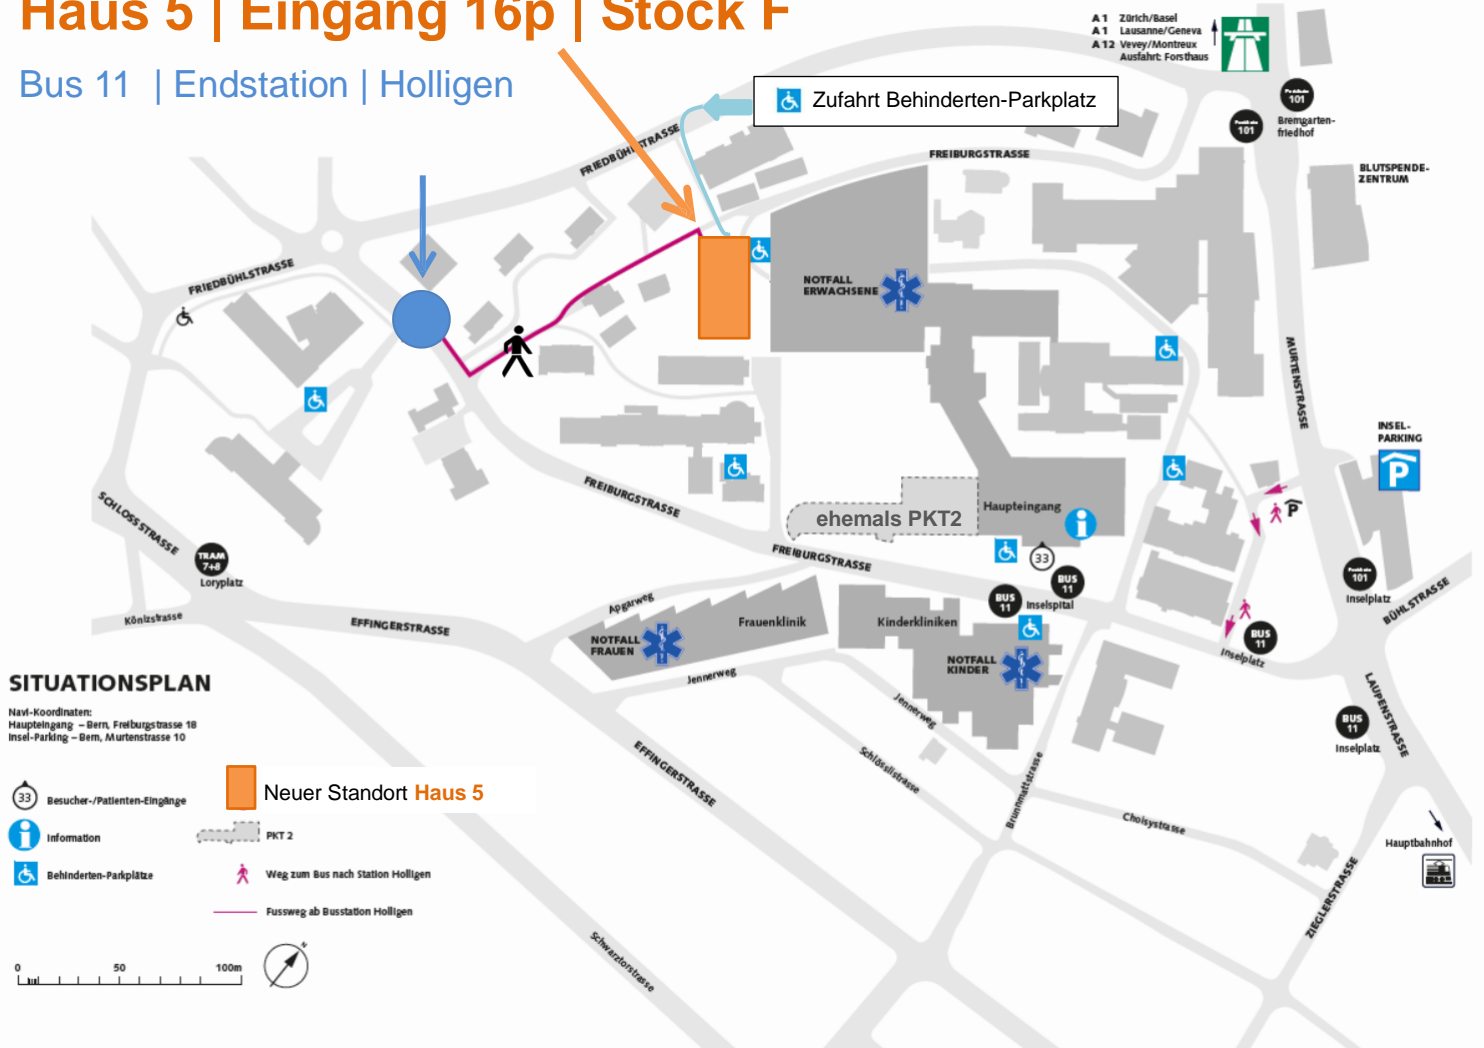 Haus 5 | Eingang 16p | Stock F
Bus 11 | Endstation | Holligen
A1 Zürich/Basel
A1 Lausanne/Geneva
A12 Vevey/Montreux
Ausfahrt: Forsthaus
Zufahrt Behinderten-Parkplatz
101
Bremgarten-
friedhof
101
FRIEDBÜHLSTRASSE
FREIBURGSTRASSE
BLUTSPENDE-
ZENTRUM
FRIEDBÜHLSTRASSE
NOTFALL
ERWACHSENE
MURTENSTRASSE
INSEL-
PARKING
P
FREIBURGSTRASSE
SCHLOSSSTRASSE
ehemals PKT2
Haupteingang
i
P
33
TRAM
7+8
Loryplatz
FREIBURGSTRASSE
BUS
11
BUS
11
Inselspital
101
Inselplatz
BÜHLSTRASSE
Könizstrasse
EFFINGERSTRASSE
Apgarweg
Frauenklinik
Kinderkliniken
NOTFALL
FRAUEN
NOTFALL
KINDER
BUS
11
Inselplatz
Jennerweg
Jennerweg
LAUPENSTRASSE
BUS
11
Inselplatz
SITUATIONSPLAN
Navi-Koordinaten:
Haupteingang – Bern, Freiburgstrasse 18
Insel-Parking – Bern, Murtenstrasse 10
EFFINGERSTRASSE
Schlösslistrasse
Brunnmattstrasse
Choisystrasse
Hauptbahnhof
ZIEGLERSTRASSE
33 Besucher-/Patienten-Eingänge
Neuer Standort Haus 5
i Information
PKT 2
Behinderten-Parkplätze
Weg zum Bus nach Station Holligen
Fussweg ab Busstation Holligen
Schwarztorstrasse
0 50 100m
N